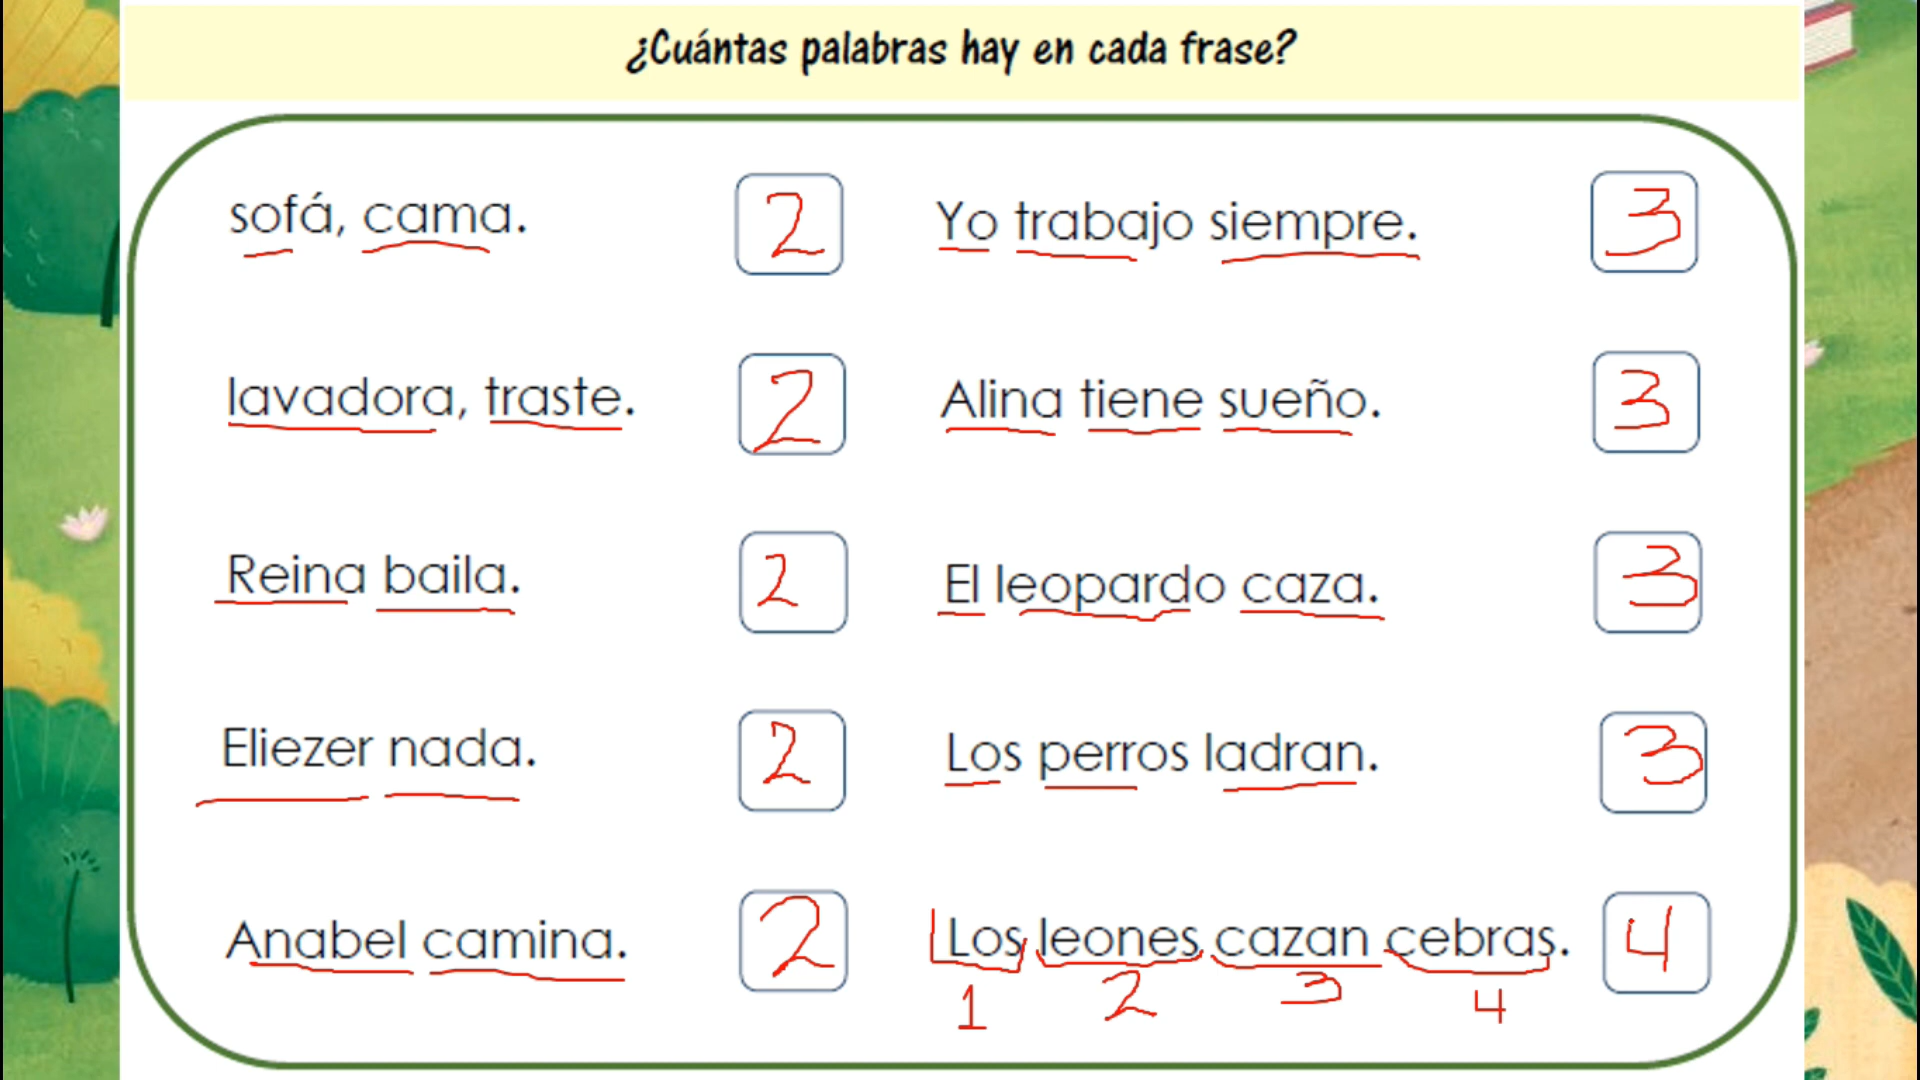 ¿Cuántas palabras hay en cada frase?
sofá, cama. 2
Yo trabajo siempre. 3
lavadora, traste. 2
Alina tiene sueño. 3
Reina baila. 2
El leopardo caza. 3
Eliezer nada. 2
Los perros ladran. 3
Anabel camina. 2
Los leones cazan cebras. 4
1 2 3 4